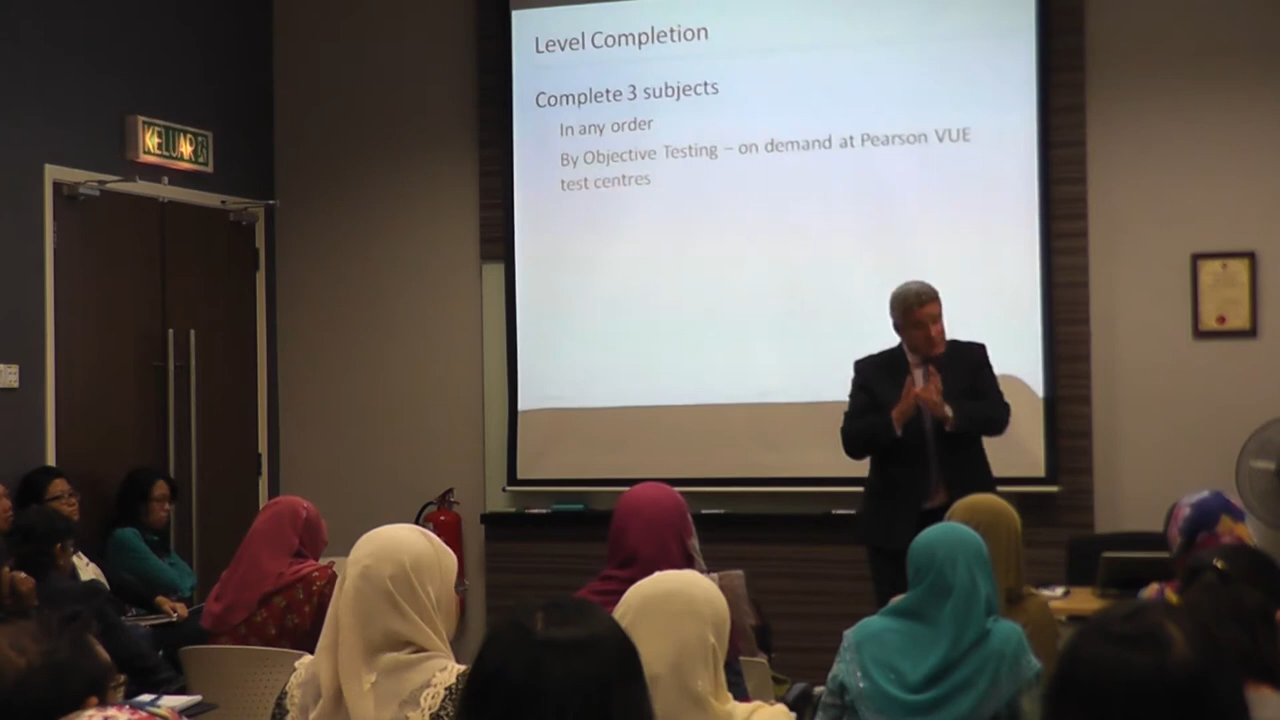 Level Completion
Complete 3 subjects
In any order
By Objective Testing – on demand at Pearson VUE
test centres
KELUAR